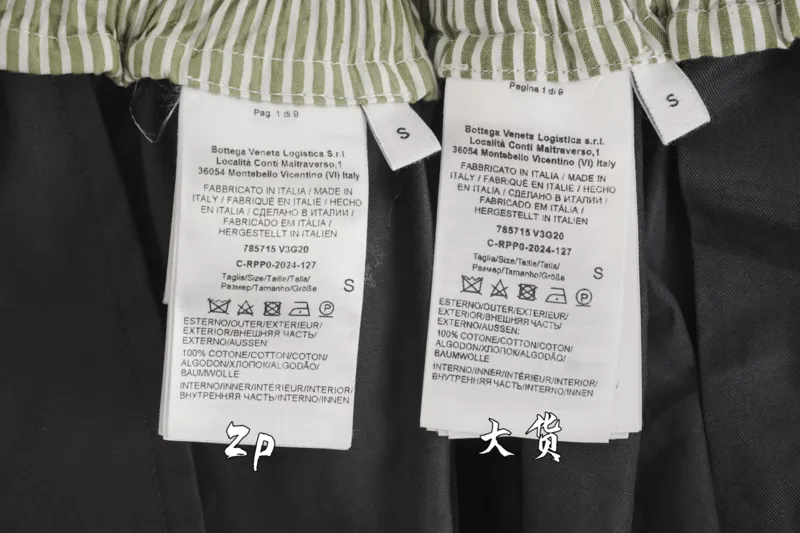 Pag. 1 di 9
S
Bottega Veneta Logistica s.r.l.
Località Conti Maltraverso,1
36054 Montebello Vicentino (VI) Italy
FABBRICATO IN ITALIA / MADE IN
ITALY / FABRIQUÉ EN ITALIE / HECHO
EN ITALIA / СДЕЛАНО В ИТАЛИИ /
FABRICADO EM ITÁLIA /
HERGESTELLT IN ITALIEN
785715 V3G20
C-RPP0-2024-127
Taglia/Size/Taille/Talla/
Размер/Tamanho/Größe
S
P
ESTERNO/OUTER/EXTÉRIEUR/
EXTERIOR/ВНЕШНЯЯ ЧАСТЬ/
EXTERNO/AUSSEN:
100% COTONE/COTTON/COTON/
ALGODON/ХЛОПОК/ALGODÃO/
BAUMWOLLE
INTERNO/INNER/INTÉRIEUR/INTERIOR/
ВНУТРЕННЯЯ ЧАСТЬ/INTERNO/INNEN
Zp
Pagina 1 di 9
S
Bottega Veneta Logistica s.r.l.
Località Conti Maltraverso,1
36054 Montebello Vicentino (VI) Italy
FABBRICATO IN ITALIA / MADE IN
ITALY / FABRIQUÉ EN ITALIE / HECHO
EN ITALIA / СДЕЛАНО В ИТАЛИИ /
FABRICADO EM ITÁLIA /
HERGESTELLT IN ITALIEN
785715 V3G20
C-RPP0-2024-127
Taglia/Size/Taille/Talla/
Размер/Tamanho/Größe
S
P
ESTERNO/OUTER/EXTÉRIEUR/
EXTERIOR/ВНЕШНЯЯ ЧАСТЬ/
EXTERNO/AUSSEN:
100% COTONE/COTTON/COTON/
ALGODON/ХЛОПОК/ALGODÃO/
BAUMWOLLE
INTERNO/INNER/INTÉRIEUR/INTERIOR/
ВНУТРЕННЯЯ ЧАСТЬ/INTERNO/INNEN
大货